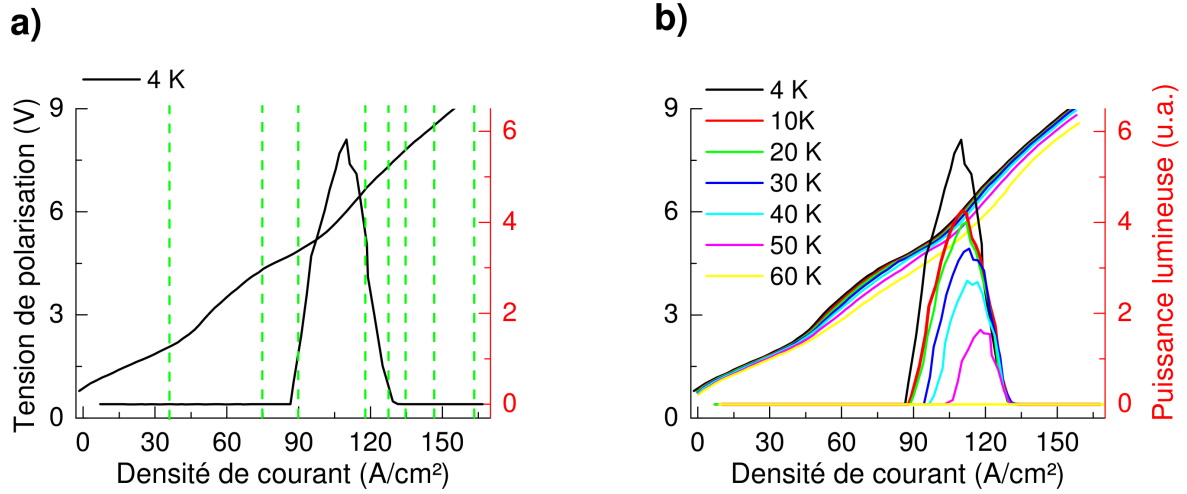 a)
4 K
Tension de polarisation (V)
9
6
3
0
6
4
2
0
0 30 60 90 120 150
Densité de courant (A/cm²)
b)
4 K
10K
20 K
30 K
40 K
50 K
60 K
9
6
3
0
6
4
2
0
Puissance lumineuse (u.a.)
0 30 60 90 120 150
Densité de courant (A/cm²)